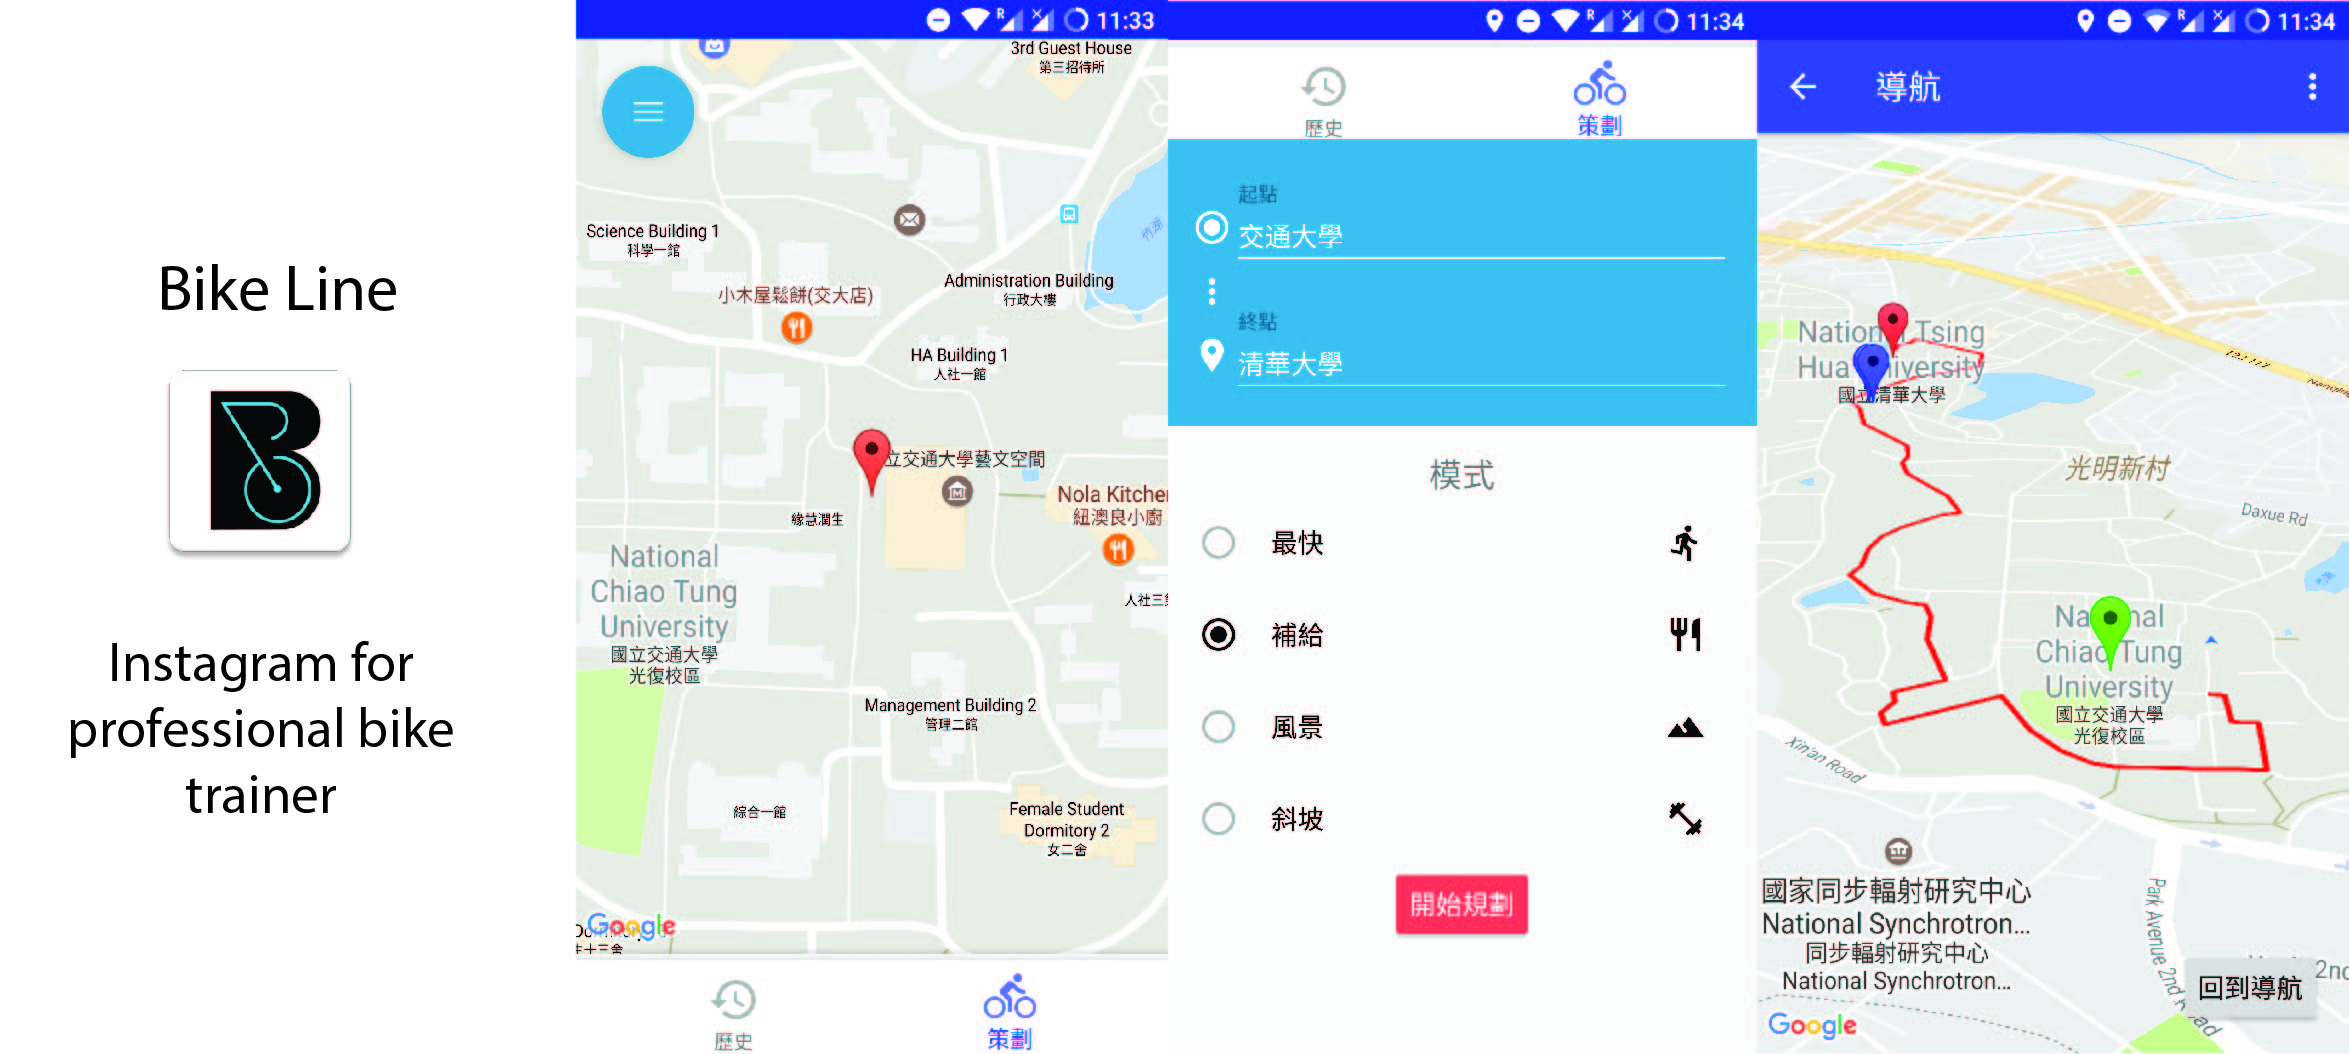 Bike Line
Instagram for
professional bike
trainer
11:33
3rd Guest House
第三招待所
Science Building 1
科學一館
竹湖
Administration Building
行政大樓
小木屋鬆餅(交大店)
HA Building 1
人社一館
立交通大學藝文空間
Nola Kitchen
紐澳良小廚
緣慧潤生
National
Chiao Tung
University
國立交通大學
光復校區
人社三館
Management Building 2
管理二館
綜合一館
Female Student
Dormitory 2
女二舍
Google
歷史
策劃
R
11:34
歷史
策劃
起點
交通大學
終點
清華大學
模式
最快
補給
風景
斜坡
開始規劃
R
11:34
導航
National Tsing
Hua University
國立清華大學
光明新村
Daxue Rd
National
Chiao Tung
University
國立交通大學
光復校區
Xin'an Road
國家同步輻射研究中心
National Synchrotron...
同步輻射研究中心
National Synchrotron...
Park Avenue 2nd Road
2nd
回到導航
Google